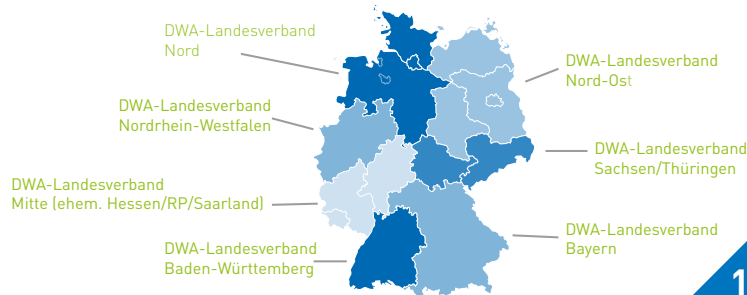 DWA-Landesverband
Nord
DWA-Landesverband
Nord-Ost
DWA-Landesverband
Nordrhein-Westfalen
DWA-Landesverband
Sachsen/Thüringen
DWA-Landesverband
Mitte (ehem. Hessen/RP/Saarland)
DWA-Landesverband
Bayern
DWA-Landesverband
Baden-Württemberg
1